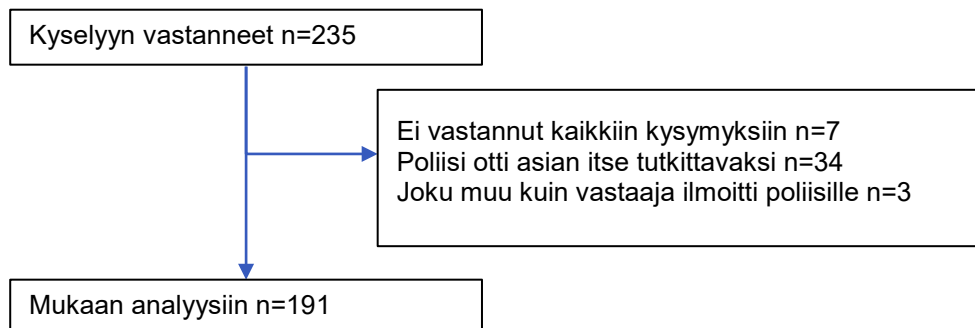 Kyselyyn vastanneet n=235
Ei vastannut kaikkiin kysymyksiin n=7
Poliisi otti asian itse tutkittavaksi n=34
Joku muu kuin vastaaja ilmoitti poliisille n=3
Mukaan analyysiin n=191